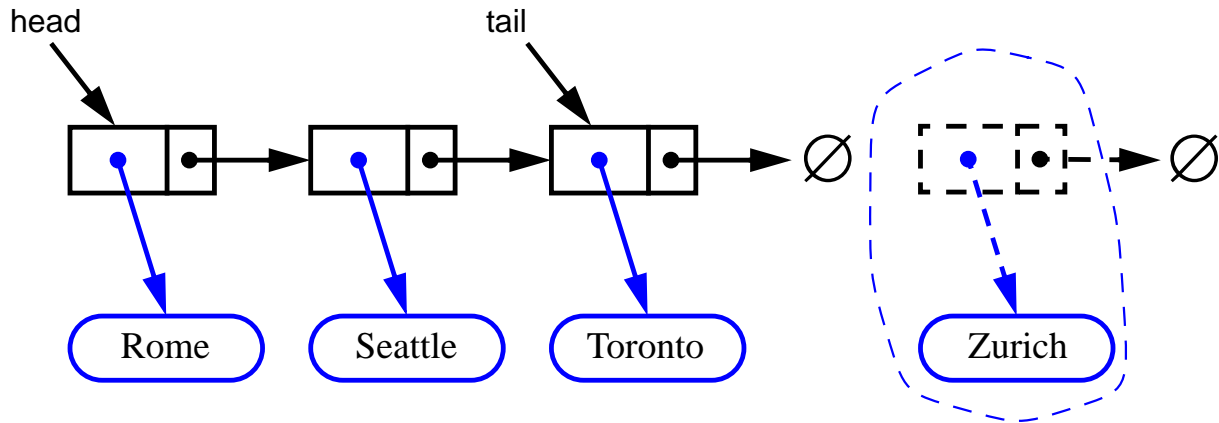 head tail
∅ ∅
Rome Seattle Toronto Zurich